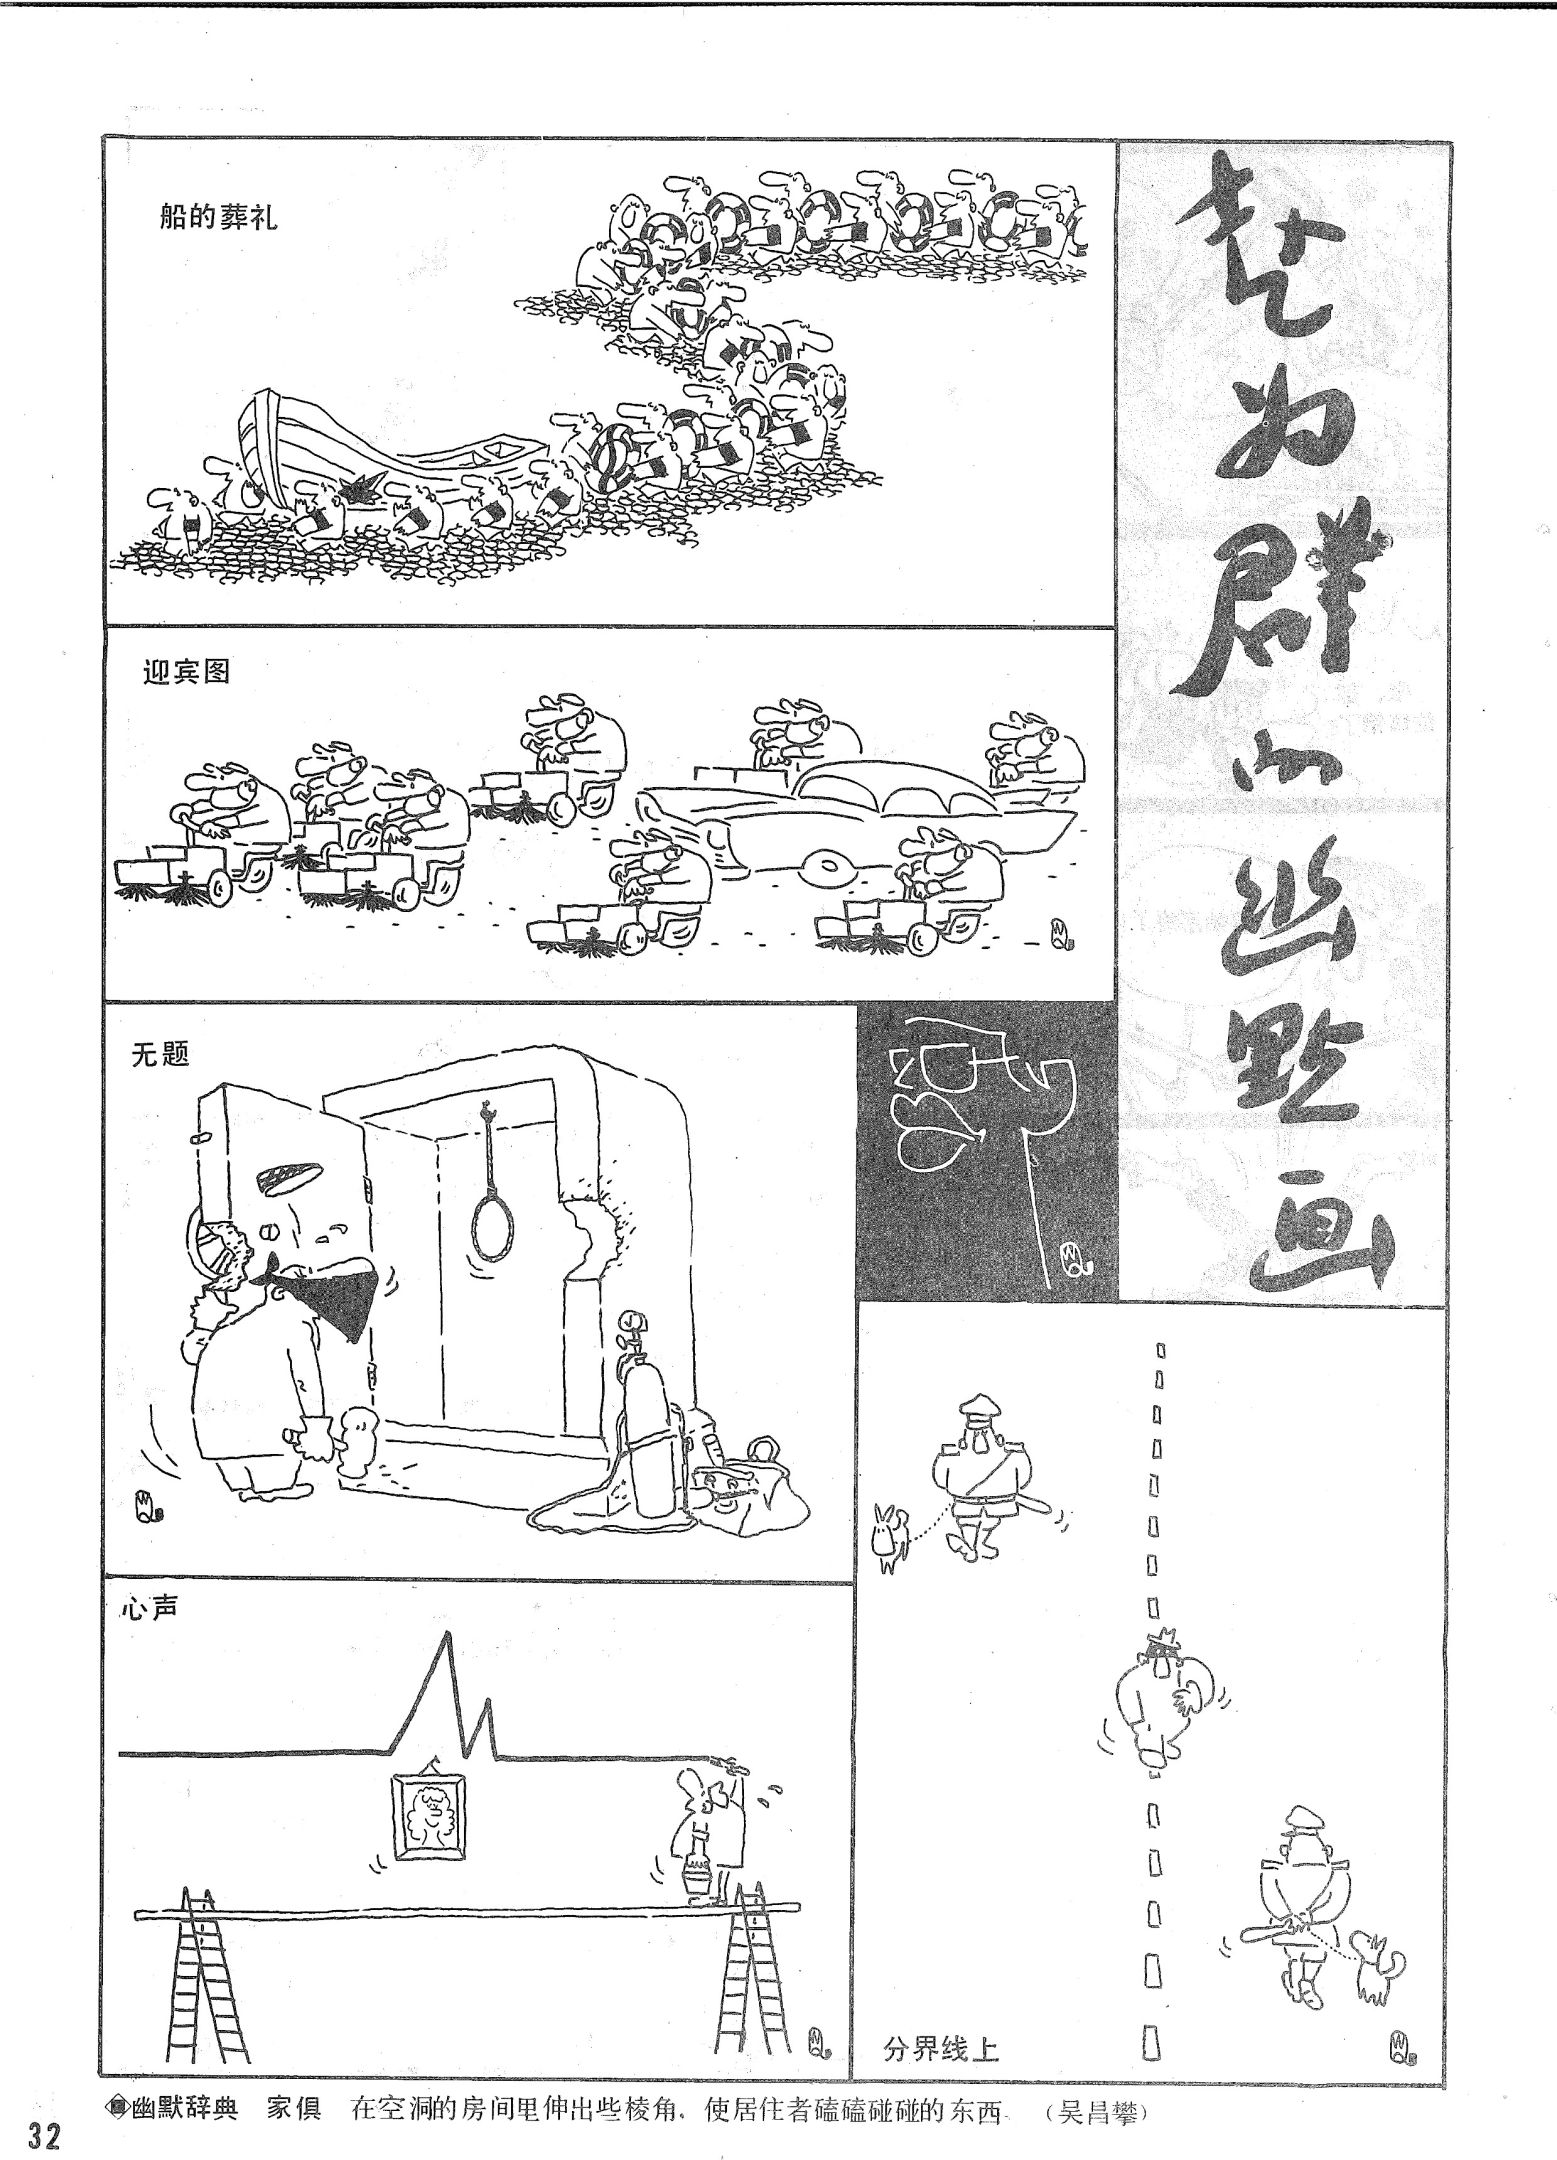 赵为群的幽默画
船的葬礼
迎宾图
无题
心声
分界线上
幽默辞典 家俱 在空洞的房间里伸出些棱角，使居住者磕磕碰碰的东西 （吴昌攀）
32